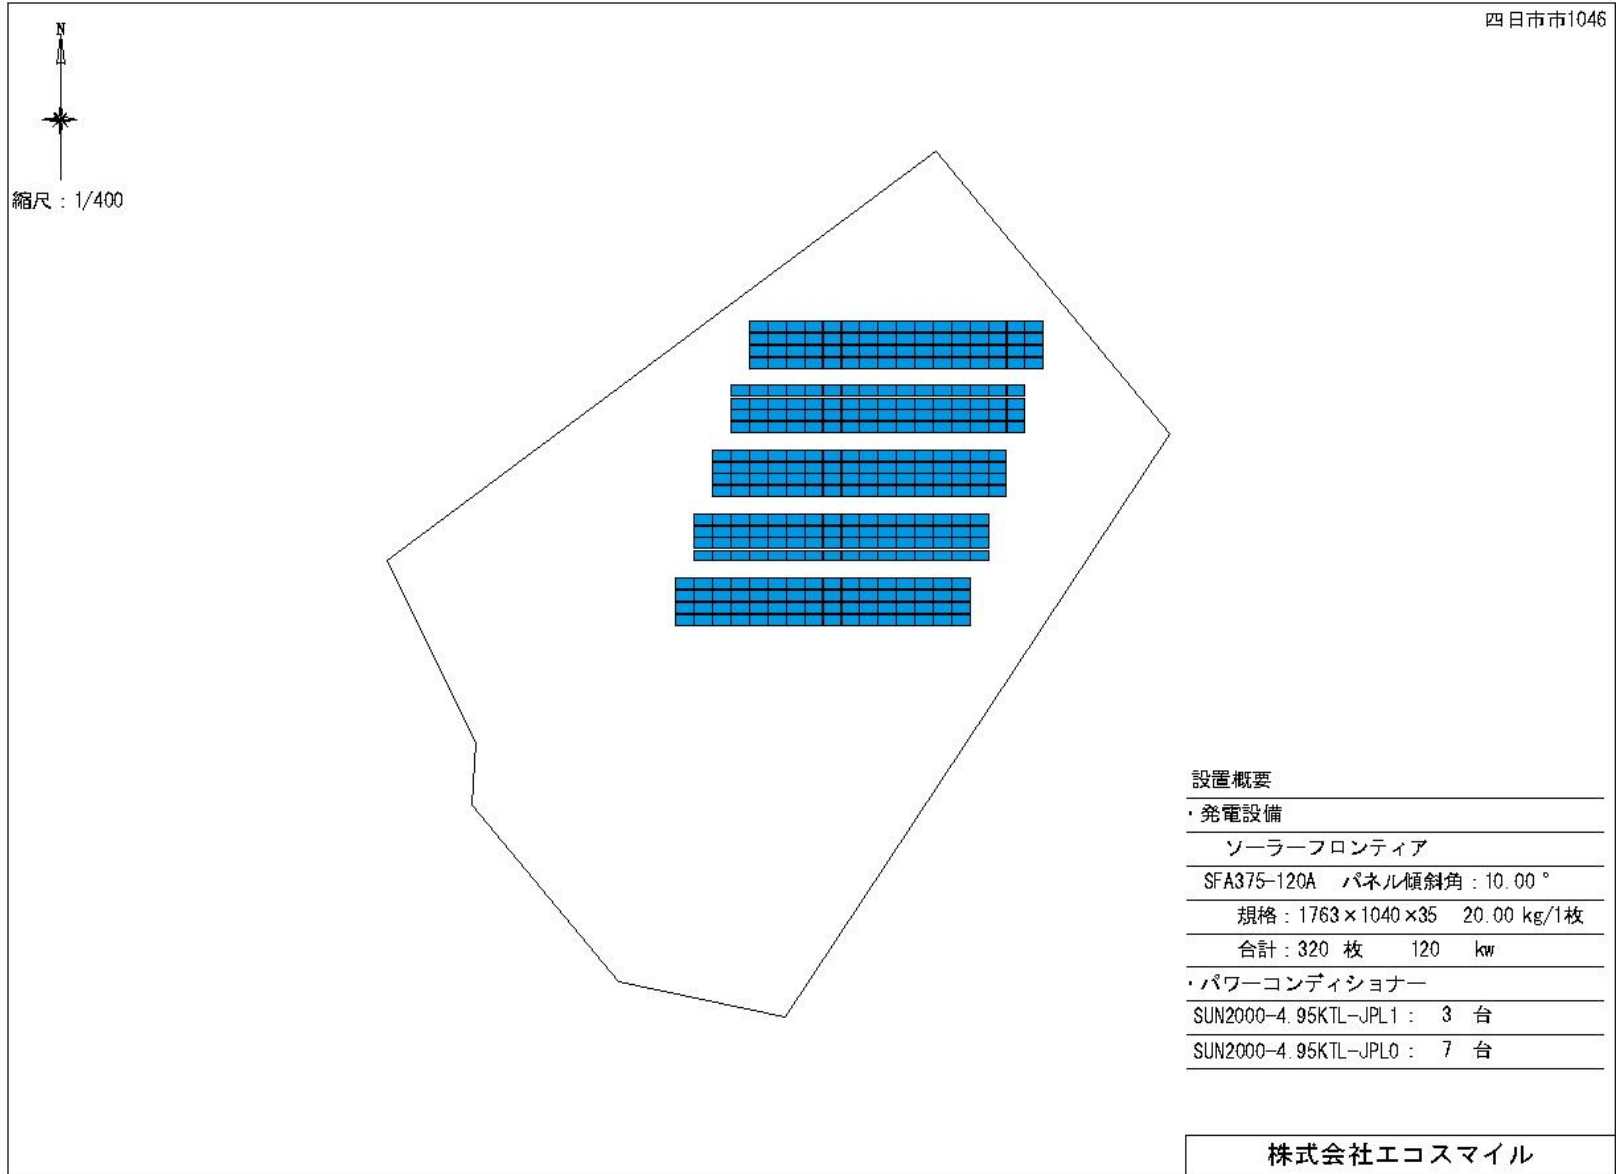 四日市市1046
N
縮尺：1/400
設置概要
・発電設備
ソーラーフロンティア
SFA375-120A パネル傾斜角：10.00°
規格：1763×1040×35 20.00 kg/1枚
合計：320 枚 120 kw
・パワーコンディショナー
SUN2000-4.95KTL-JPL1： 3 台
SUN2000-4.95KTL-JPL0： 7 台
株式会社エコスマイル